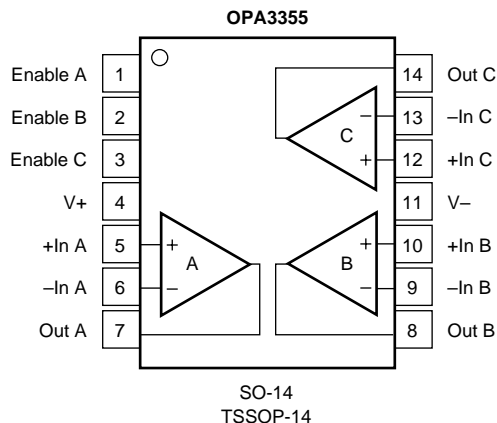 OPA3355
Enable A 1 14 Out C
Enable B 2 13 –In C
Enable C 3 12 +In C
V+ 4 11 V–
+In A 5 10 +In B
–In A 6 9 –In B
Out A 7 8 Out B
– C +
+ A –
+ B –
SO-14
TSSOP-14